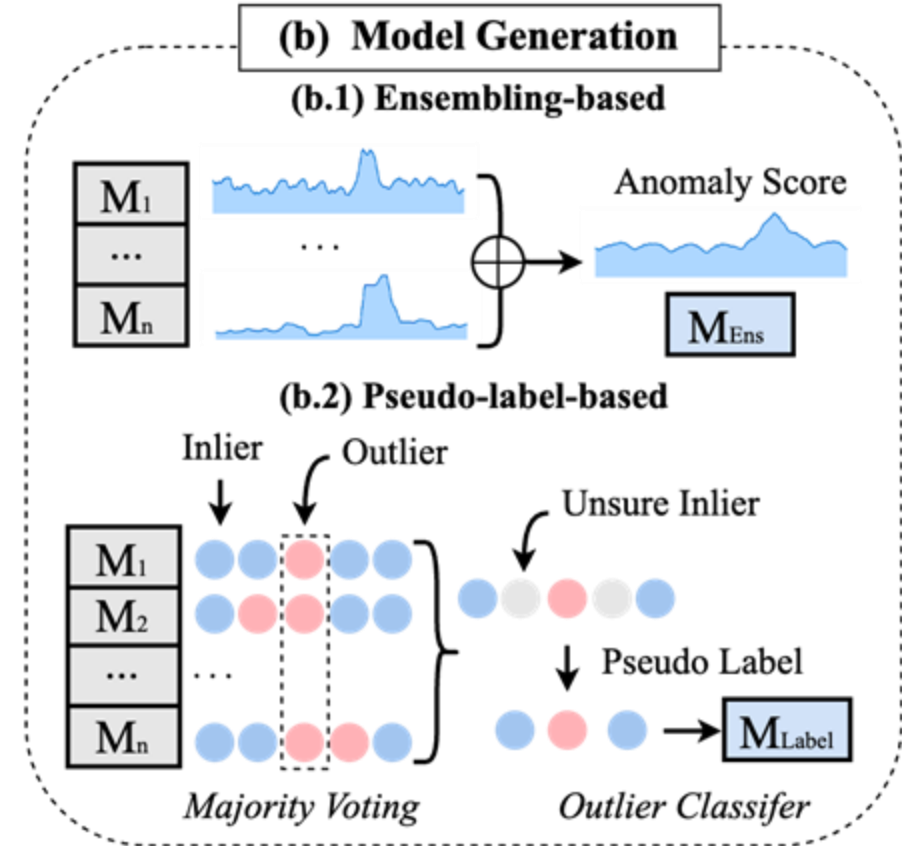 (b) Model Generation
(b.1) Ensembling-based
M1
...
Mn
...
Anomaly Score
MEns
(b.2) Pseudo-label-based
Inlier
Outlier
Unsure Inlier
M1
M2
...
Mn
...
Pseudo Label
MLabel
Majority Voting
Outlier Classifer